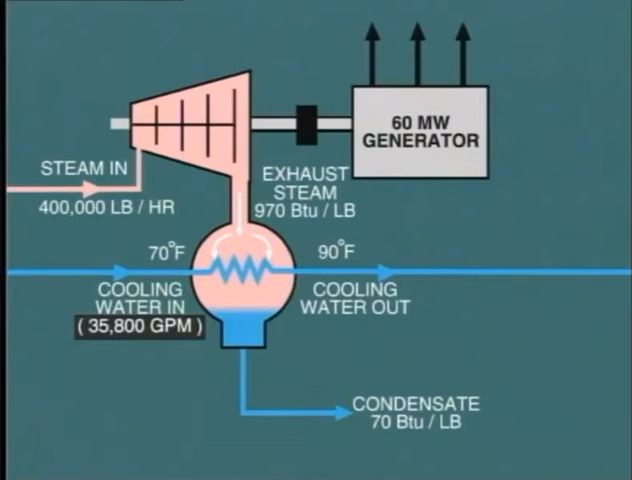 60 MW
GENERATOR
STEAM IN
400,000 LB / HR
EXHAUST
STEAM
970 Btu / LB
70°F
90°F
COOLING
WATER IN
( 35,800 GPM )
COOLING
WATER OUT
CONDENSATE
70 Btu / LB